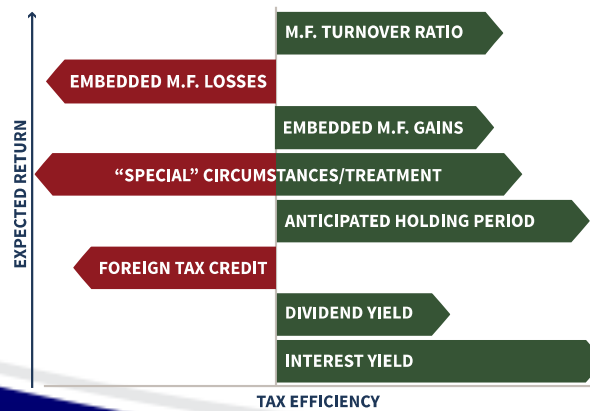 M.F. TURNOVER RATIO
EMBEDDED M.F. LOSSES
EMBEDDED M.F. GAINS
“SPECIAL” CIRCUMSTANCES/TREATMENT
ANTICIPATED HOLDING PERIOD
FOREIGN TAX CREDIT
DIVIDEND YIELD
INTEREST YIELD
EXPECTED RETURN
TAX EFFICIENCY